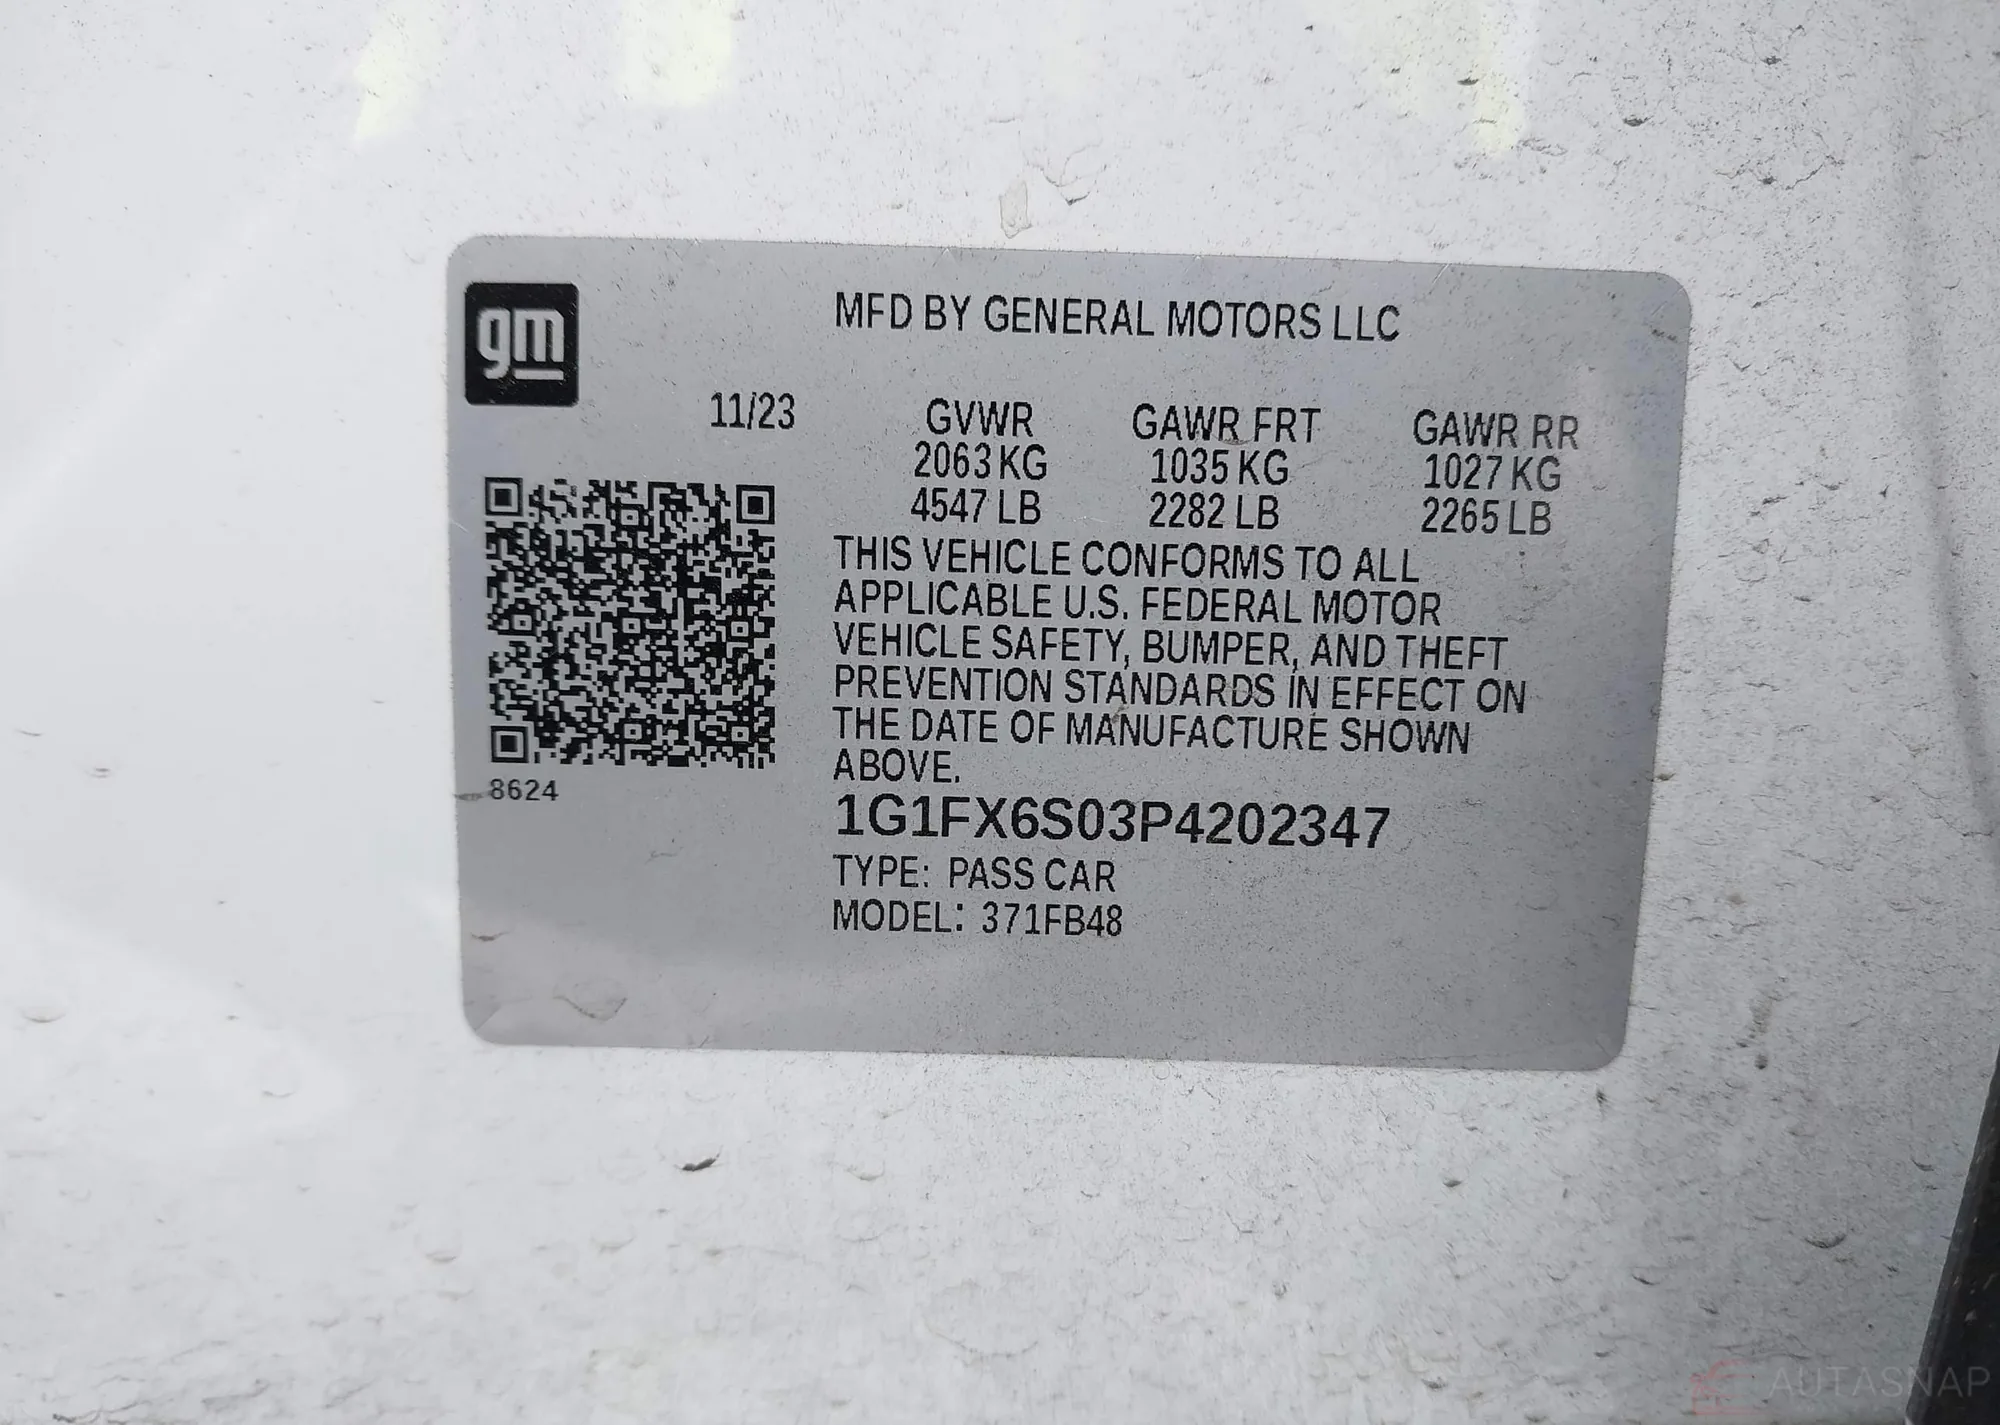 gm
MFD BY GENERAL MOTORS LLC
11/23 GVWR GAWR FRT GAWR RR
2063 KG 1035 KG 1027 KG
4547 LB 2282 LB 2265 LB
THIS VEHICLE CONFORMS TO ALL
APPLICABLE U.S. FEDERAL MOTOR
VEHICLE SAFETY, BUMPER, AND THEFT
PREVENTION STANDARDS IN EFFECT ON
THE DATE OF MANUFACTURE SHOWN
ABOVE.
8624
1G1FX6S03P4202347
TYPE: PASS CAR
MODEL: 371FB48
AUTASNAP